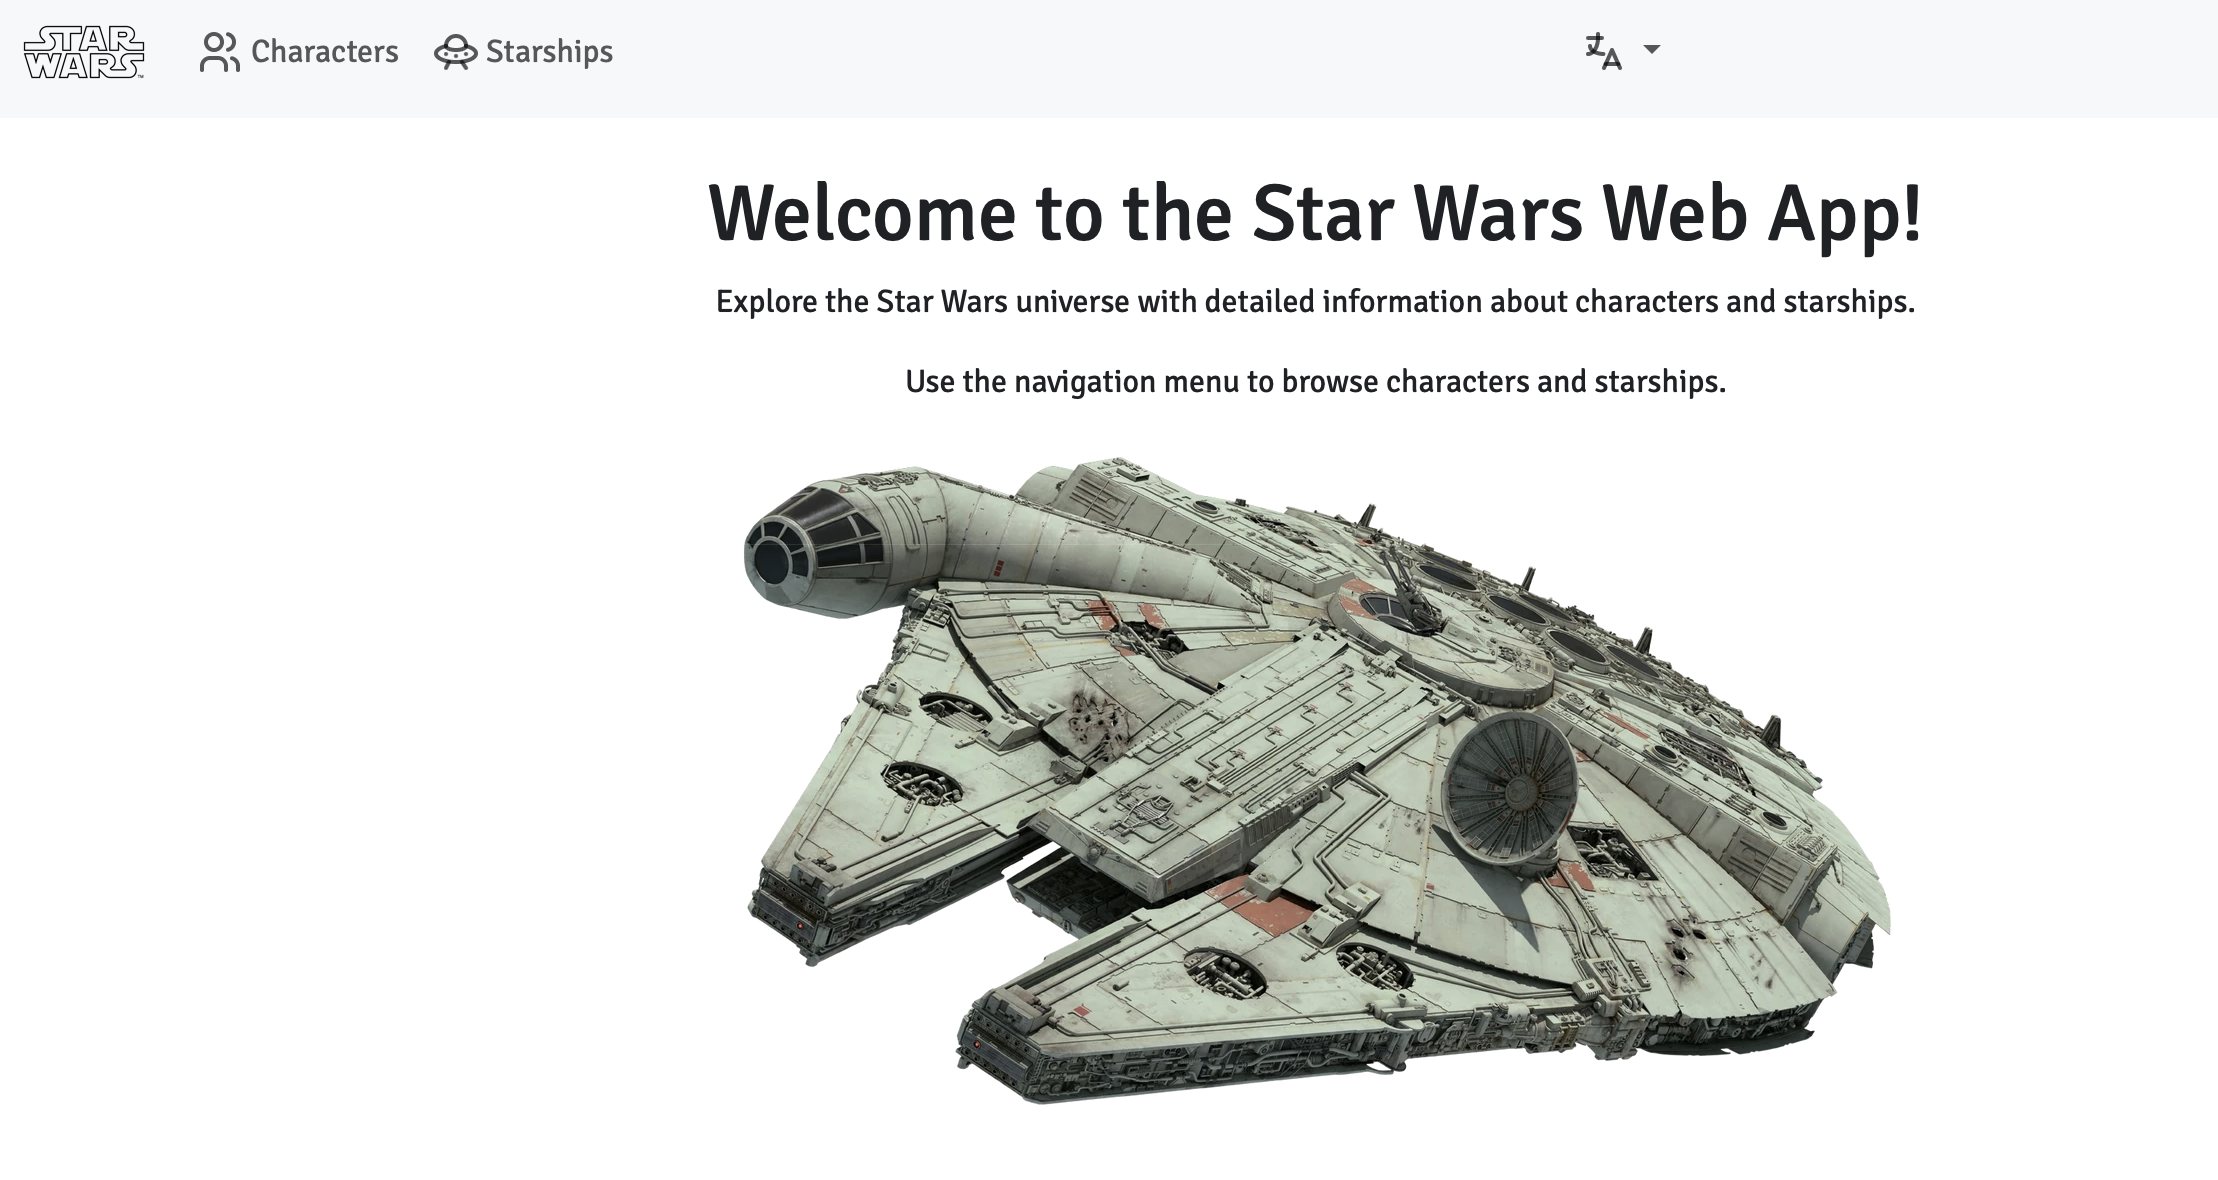 STAR
WARS
Characters
Starships
Welcome to the Star Wars Web App!
Explore the Star Wars universe with detailed information about characters and starships.
Use the navigation menu to browse characters and starships.